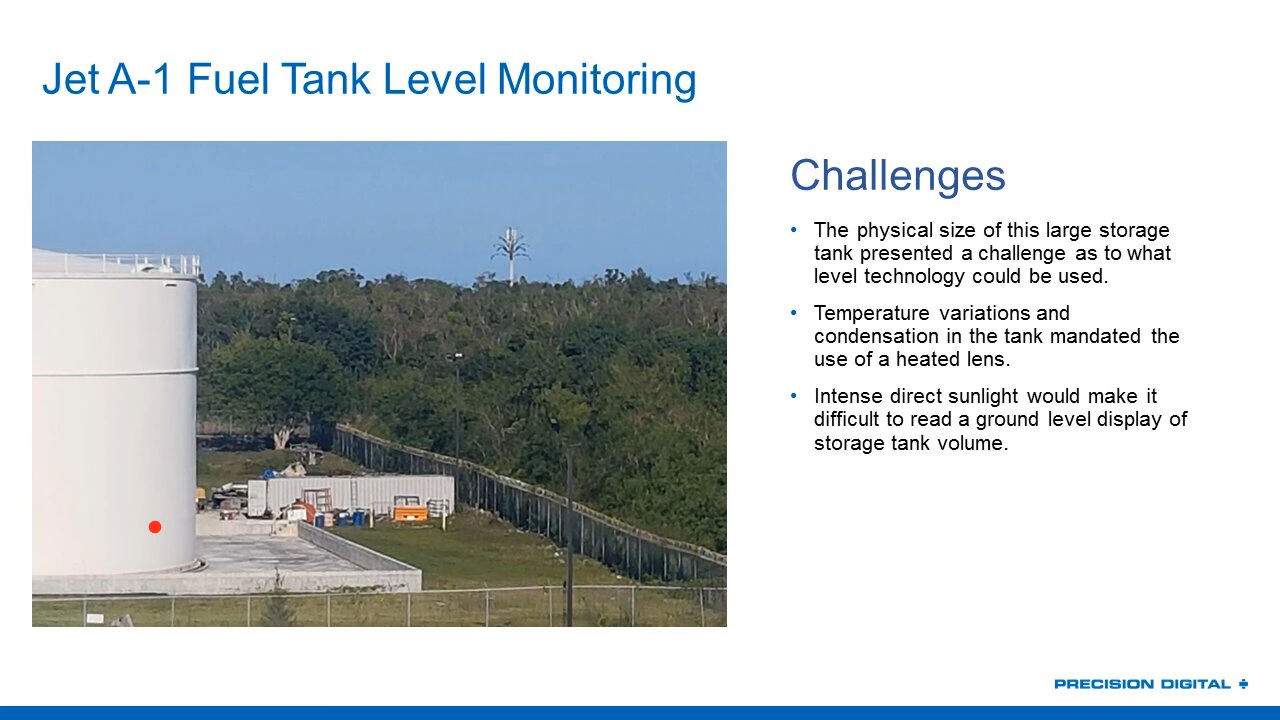 Jet A-1 Fuel Tank Level Monitoring
Challenges
• The physical size of this large storage
tank presented a challenge as to what
level technology could be used.
• Temperature variations and
condensation in the tank mandated the
use of a heated lens.
• Intense direct sunlight would make it
difficult to read a ground level display of
storage tank volume.
PRECISION DIGITAL